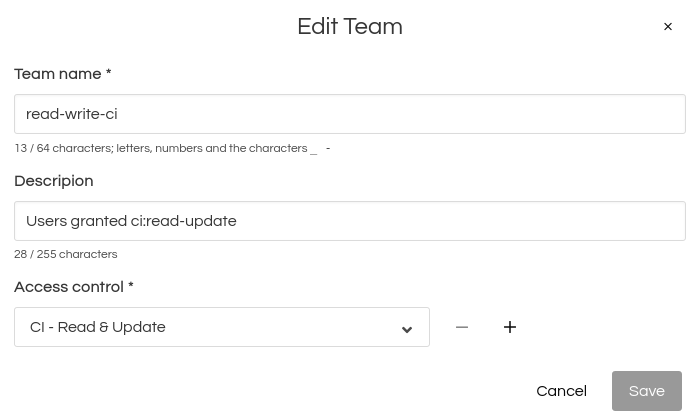 Edit Team
×
Team name *
read-write-ci
13 / 64 characters; letters, numbers and the characters _ -
Descripion
Users granted ci:read-update
28 / 255 characters
Access control *
CI - Read & Update
Cancel Save